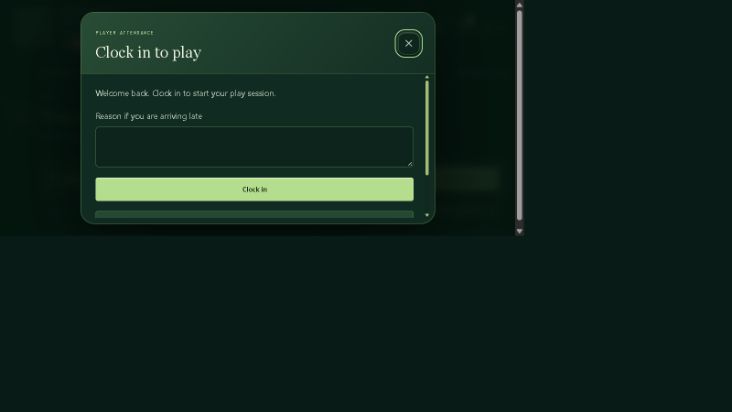 PLAYER ATTENDANCE
Clock in to play
Welcome back. Clock in to start your play session.
Reason if you are arriving late
Clock in